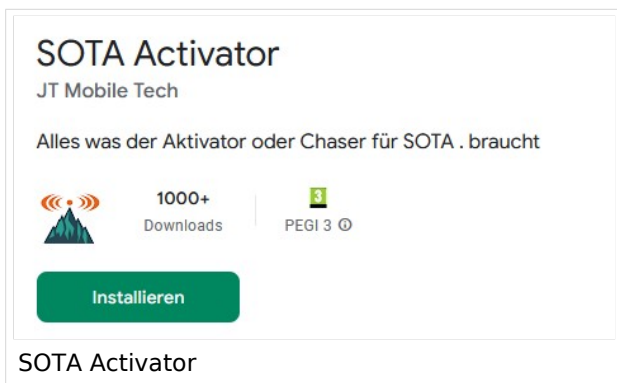 SOTA Activator
JT Mobile Tech
Alles was der Aktivator oder Chaser für SOTA . braucht
1000+
Downloads
3
PEGI 3
Installieren
SOTA Activator